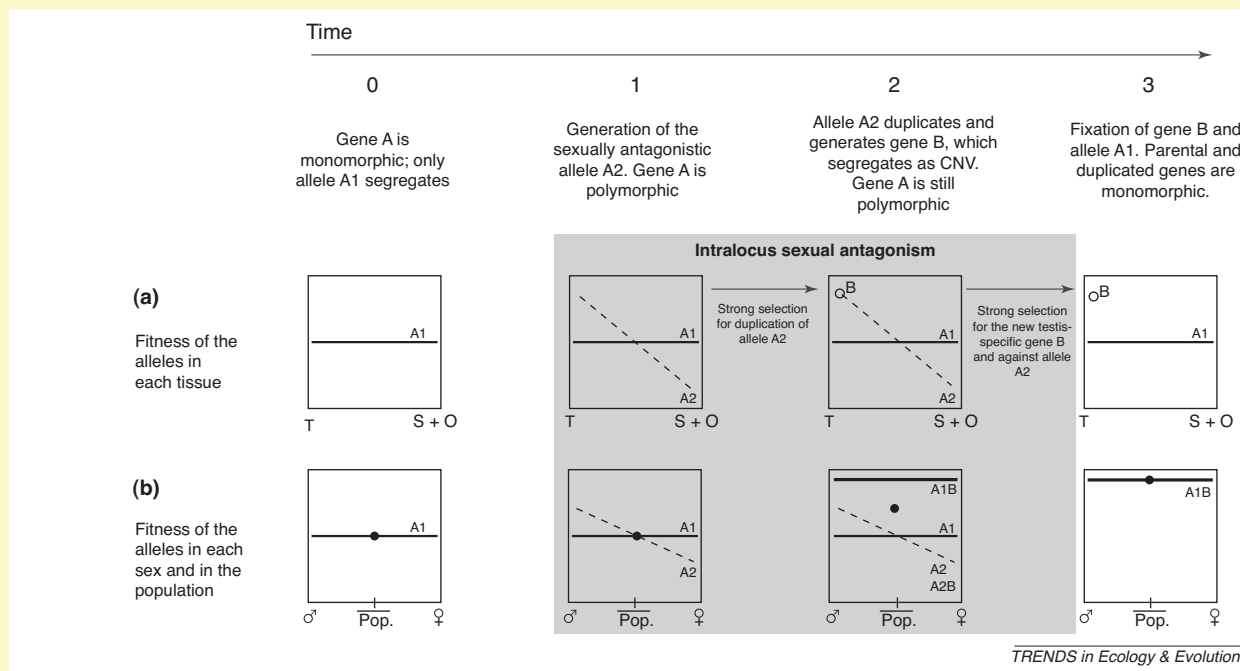 Time
0
1
2
3
Gene A is
monomorphic; only
allele A1 segregates
Generation of the
sexually antagonistic
allele A2. Gene A is
polymorphic
Allele A2 duplicates and
generates gene B, which
segregates as CNV.
Gene A is still
polymorphic
Fixation of gene B and
allele A1. Parental and
duplicated genes are
monomorphic.
Intralocus sexual antagonism
(a)
Fitness of the
alleles in
each tissue
A1
T
S + O
A1
A2
T
S + O
Strong selection
for duplication of
allele A2
B
A1
A2
T
S + O
Strong selection
for the new testis-
specific gene B
and against allele
A2
B
A1
T
S + O
(b)
Fitness of the
alleles in each
sex and in the
population
A1
♂ Pop. ♀
A1
A2
♂ Pop. ♀
A1B
A1
A2
A2B
♂ Pop. ♀
A1B
♂ Pop. ♀
TRENDS in Ecology & Evolution